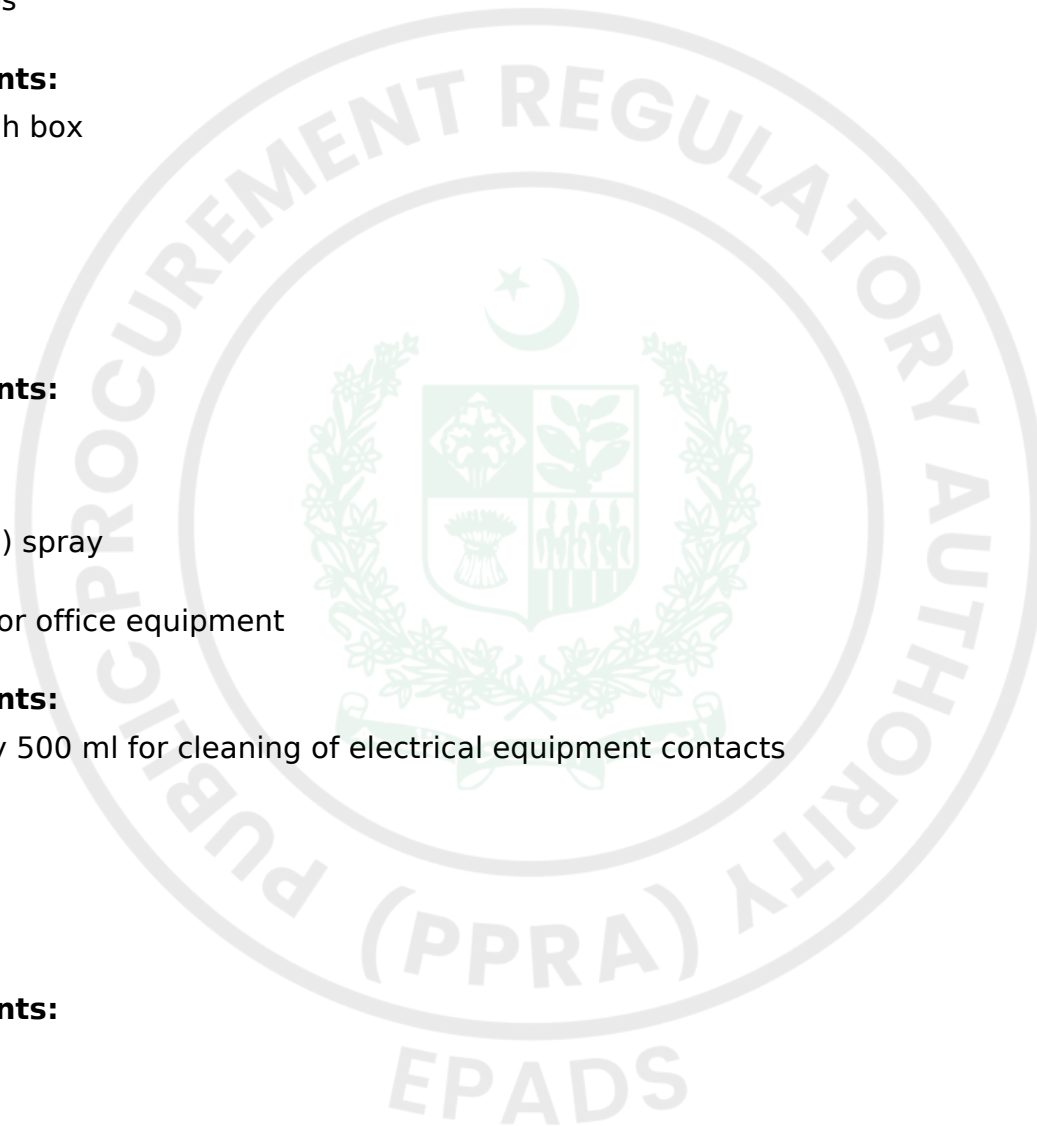 s
nts:
h box
nts:
) spray
or office equipment
nts:
500 ml for cleaning of electrical equipment contacts
nts:
PUBLIC PROCUREMENT REGULATORY AUTHORITY
(PPRA)
EPADS